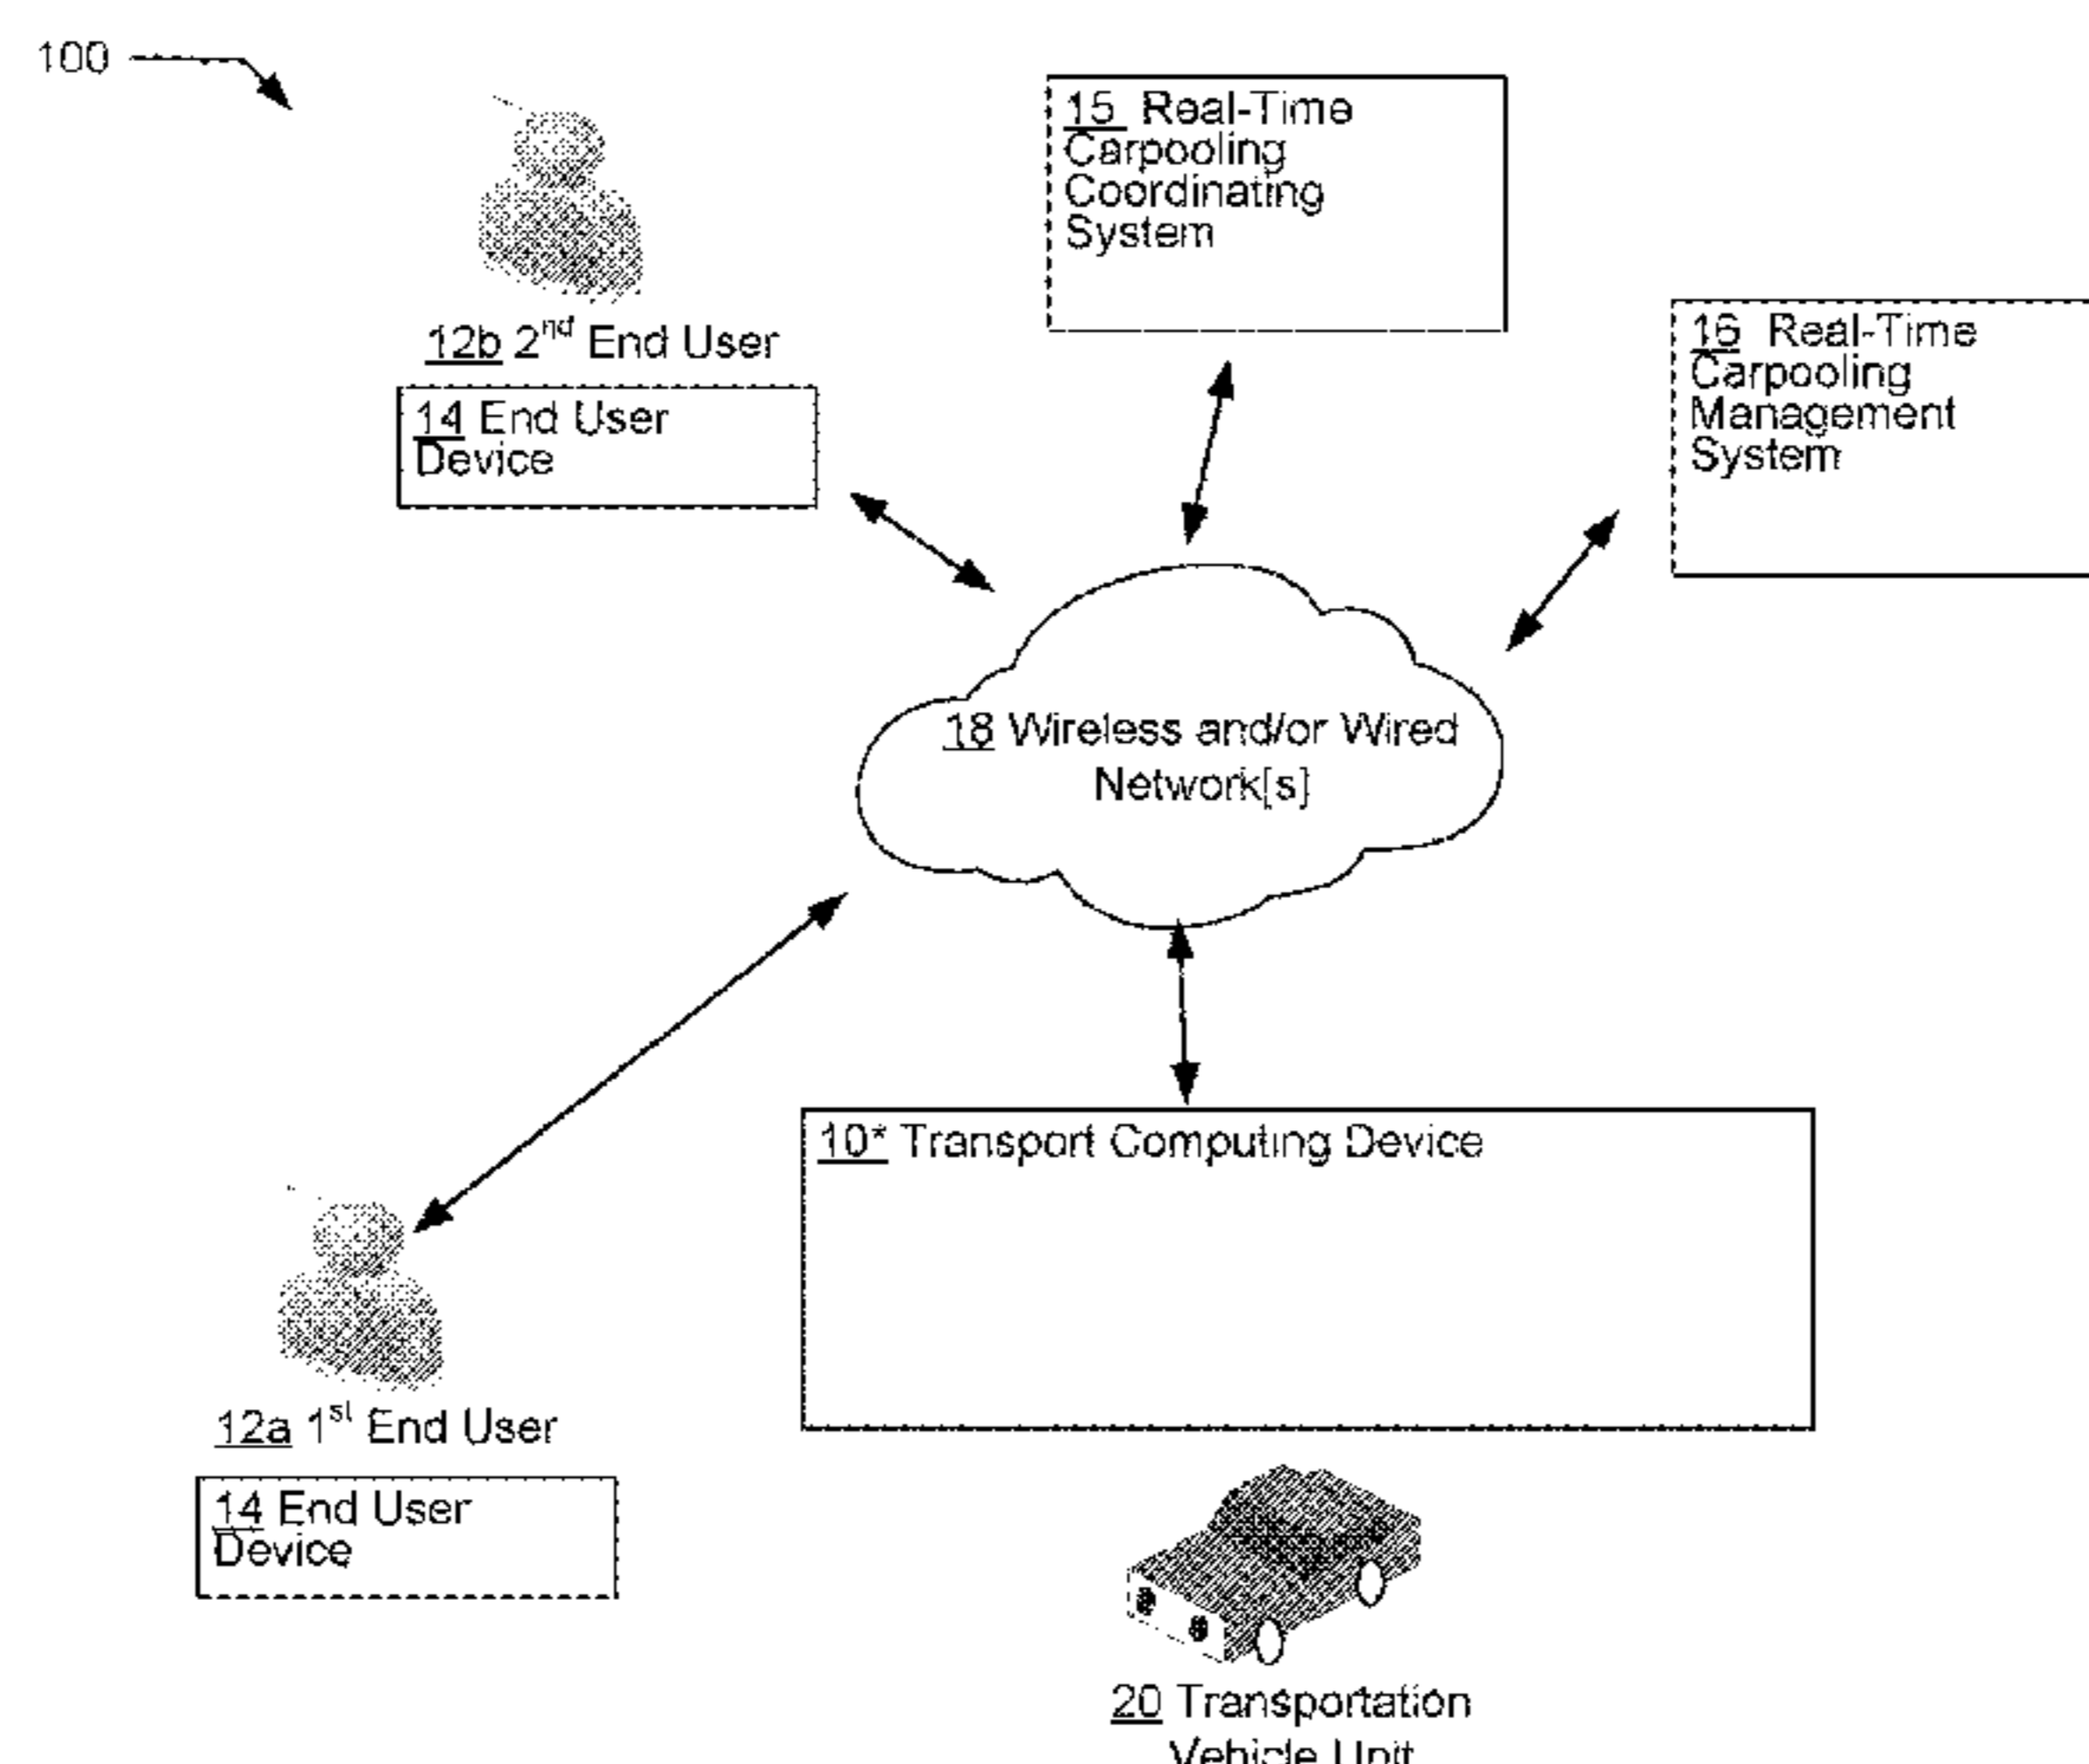 100
15 Real-Time
Carpooling
Coordinating
System
12b 2nd End User
14 End User
Device
16 Real-Time
Carpooling
Management
System
18 Wireless and/or Wired
Network[s]
10* Transport Computing Device
12a 1st End User
14 End User
Device
20 Transportation
Vehicle Unit